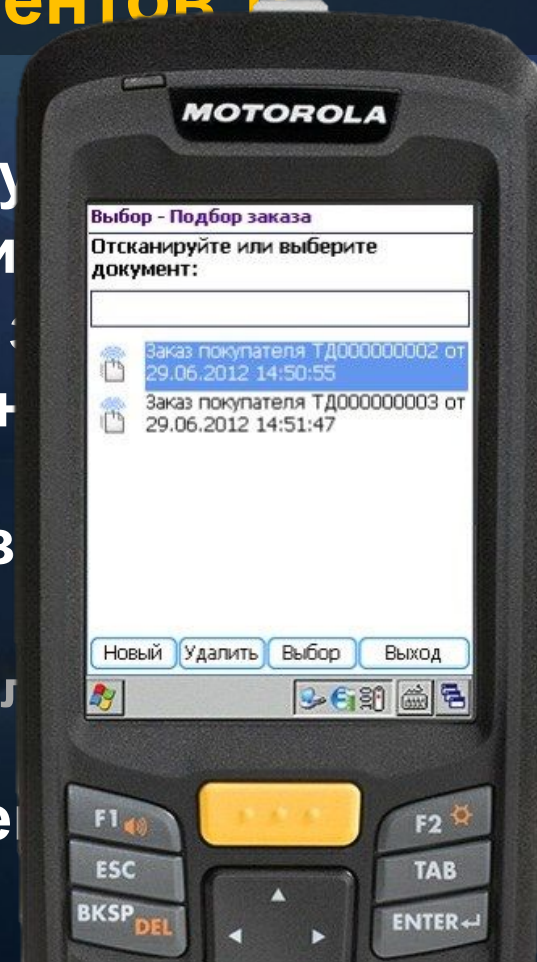 ентов
MOTOROLA
Выбор - Подбор заказа
Отсканируйте или выберите
документ:
Заказ покупателя ТД000000002 от
29.06.2012 14:50:55
Заказ покупателя ТД000000003 от
29.06.2012 14:51:47
Новый Удалить Выбор Выход
F1 F2
ESC TAB
BKSP DEL ENTER